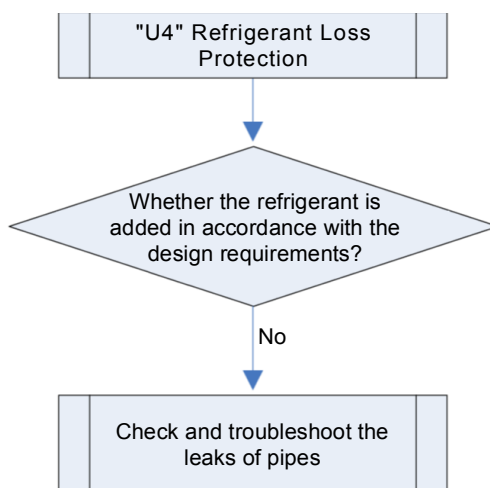 "U4" Refrigerant Loss
Protection
Whether the refrigerant is
added in accordance with the
design requirements?
No
Check and troubleshoot the
leaks of pipes